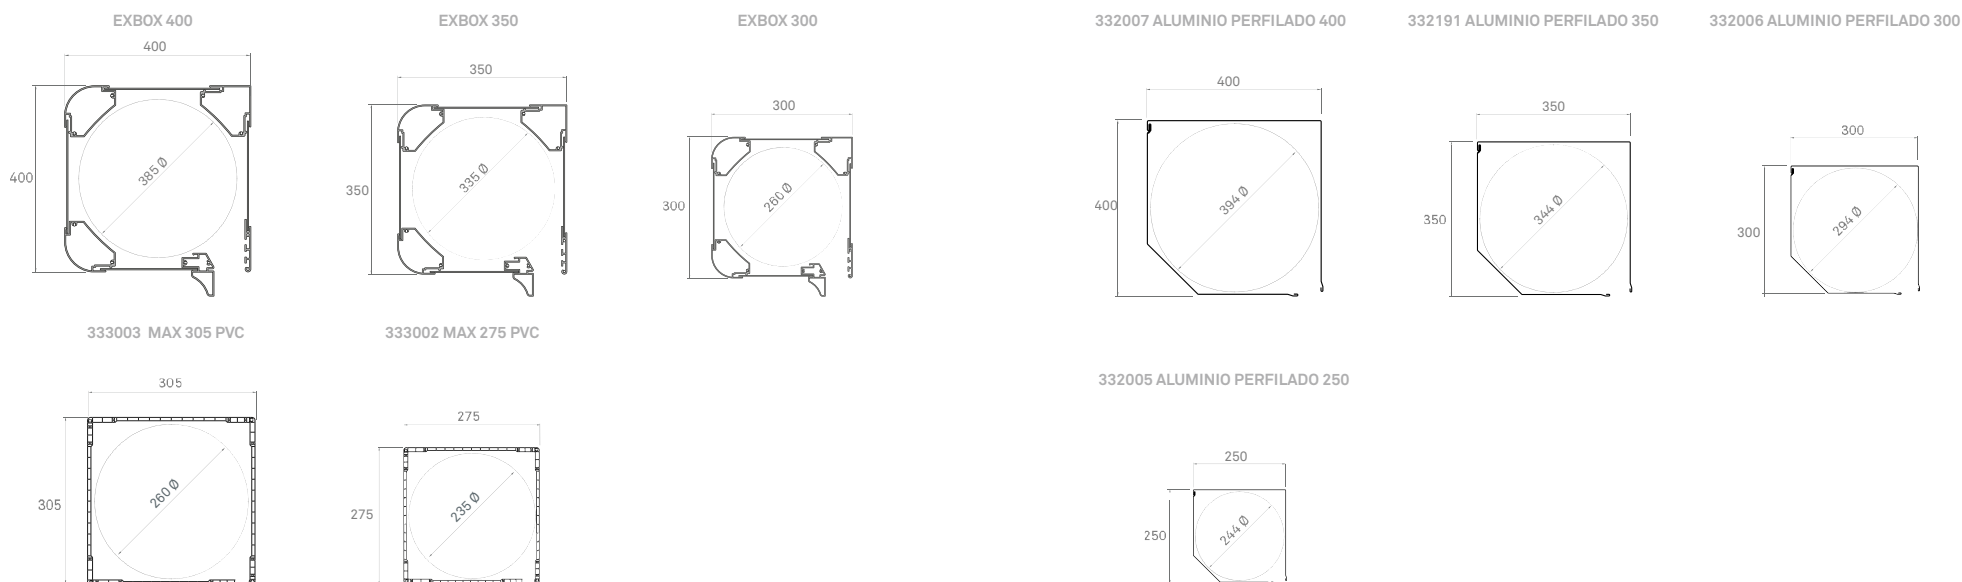 EXBOX 400
400
400
385 Ø
EXBOX 350
350
350
335 Ø
EXBOX 300
300
300
260 Ø
332007 ALUMINIO PERFILADO 400
400
400
394 Ø
332191 ALUMINIO PERFILADO 350
350
350
344 Ø
332006 ALUMINIO PERFILADO 300
300
300
294 Ø
333003 MAX 305 PVC
305
305
260 Ø
333002 MAX 275 PVC
275
275
235 Ø
332005 ALUMINIO PERFILADO 250
250
250
244 Ø